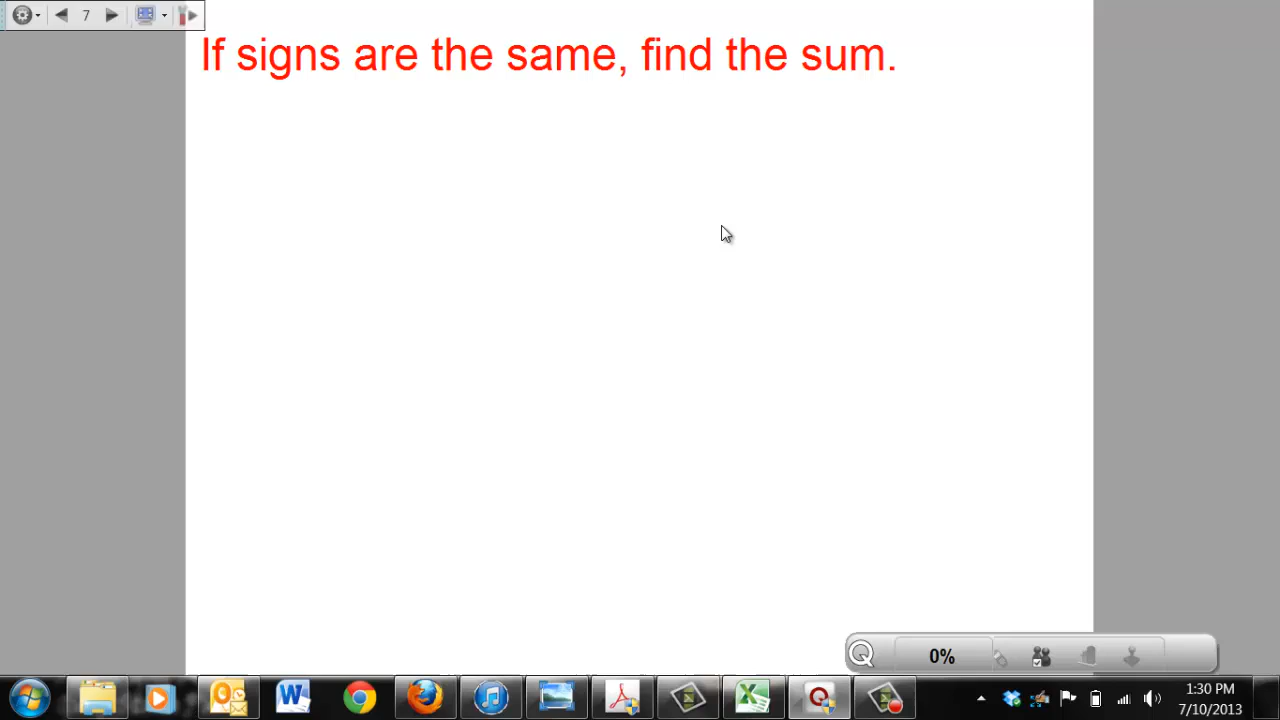 7
If signs are the same, find the sum.
0%
1:30 PM
7/10/2013